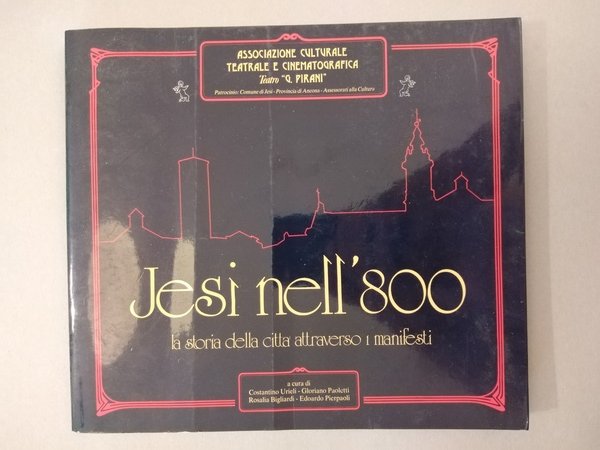 ASSOCIAZIONE CULTURALE
TEATRALE E CINEMATOGRAFICA
Teatro "G. PIRANI"
Patrocinio: Comune di Jesi - Provincia di Ancona - Assessorati alla Cultura
Jesi nell'800
la storia della citta attraverso i manifesti
a cura di
Costantino Urieli - Gloriano Paoletti
Rosalia Bigliardi - Edoardo Pierpaoli